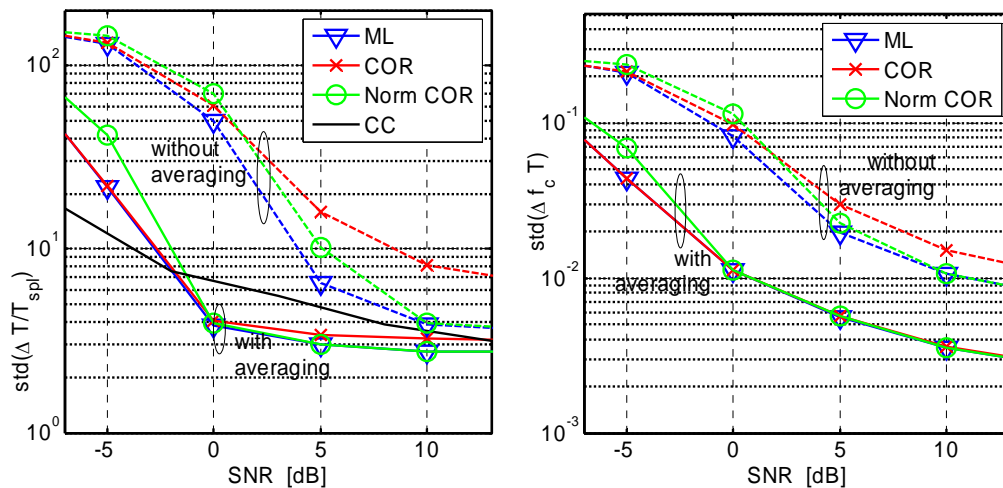 10^2
10^1
10^0
std(Δ T/T_spl)
-5
0
5
10
SNR [dB]
ML
COR
Norm COR
CC
without
averaging
with
averaging
10^-1
10^-2
10^-3
std(Δ f_c T)
-5
0
5
10
SNR [dB]
ML
COR
Norm COR
without
averaging
with
averaging